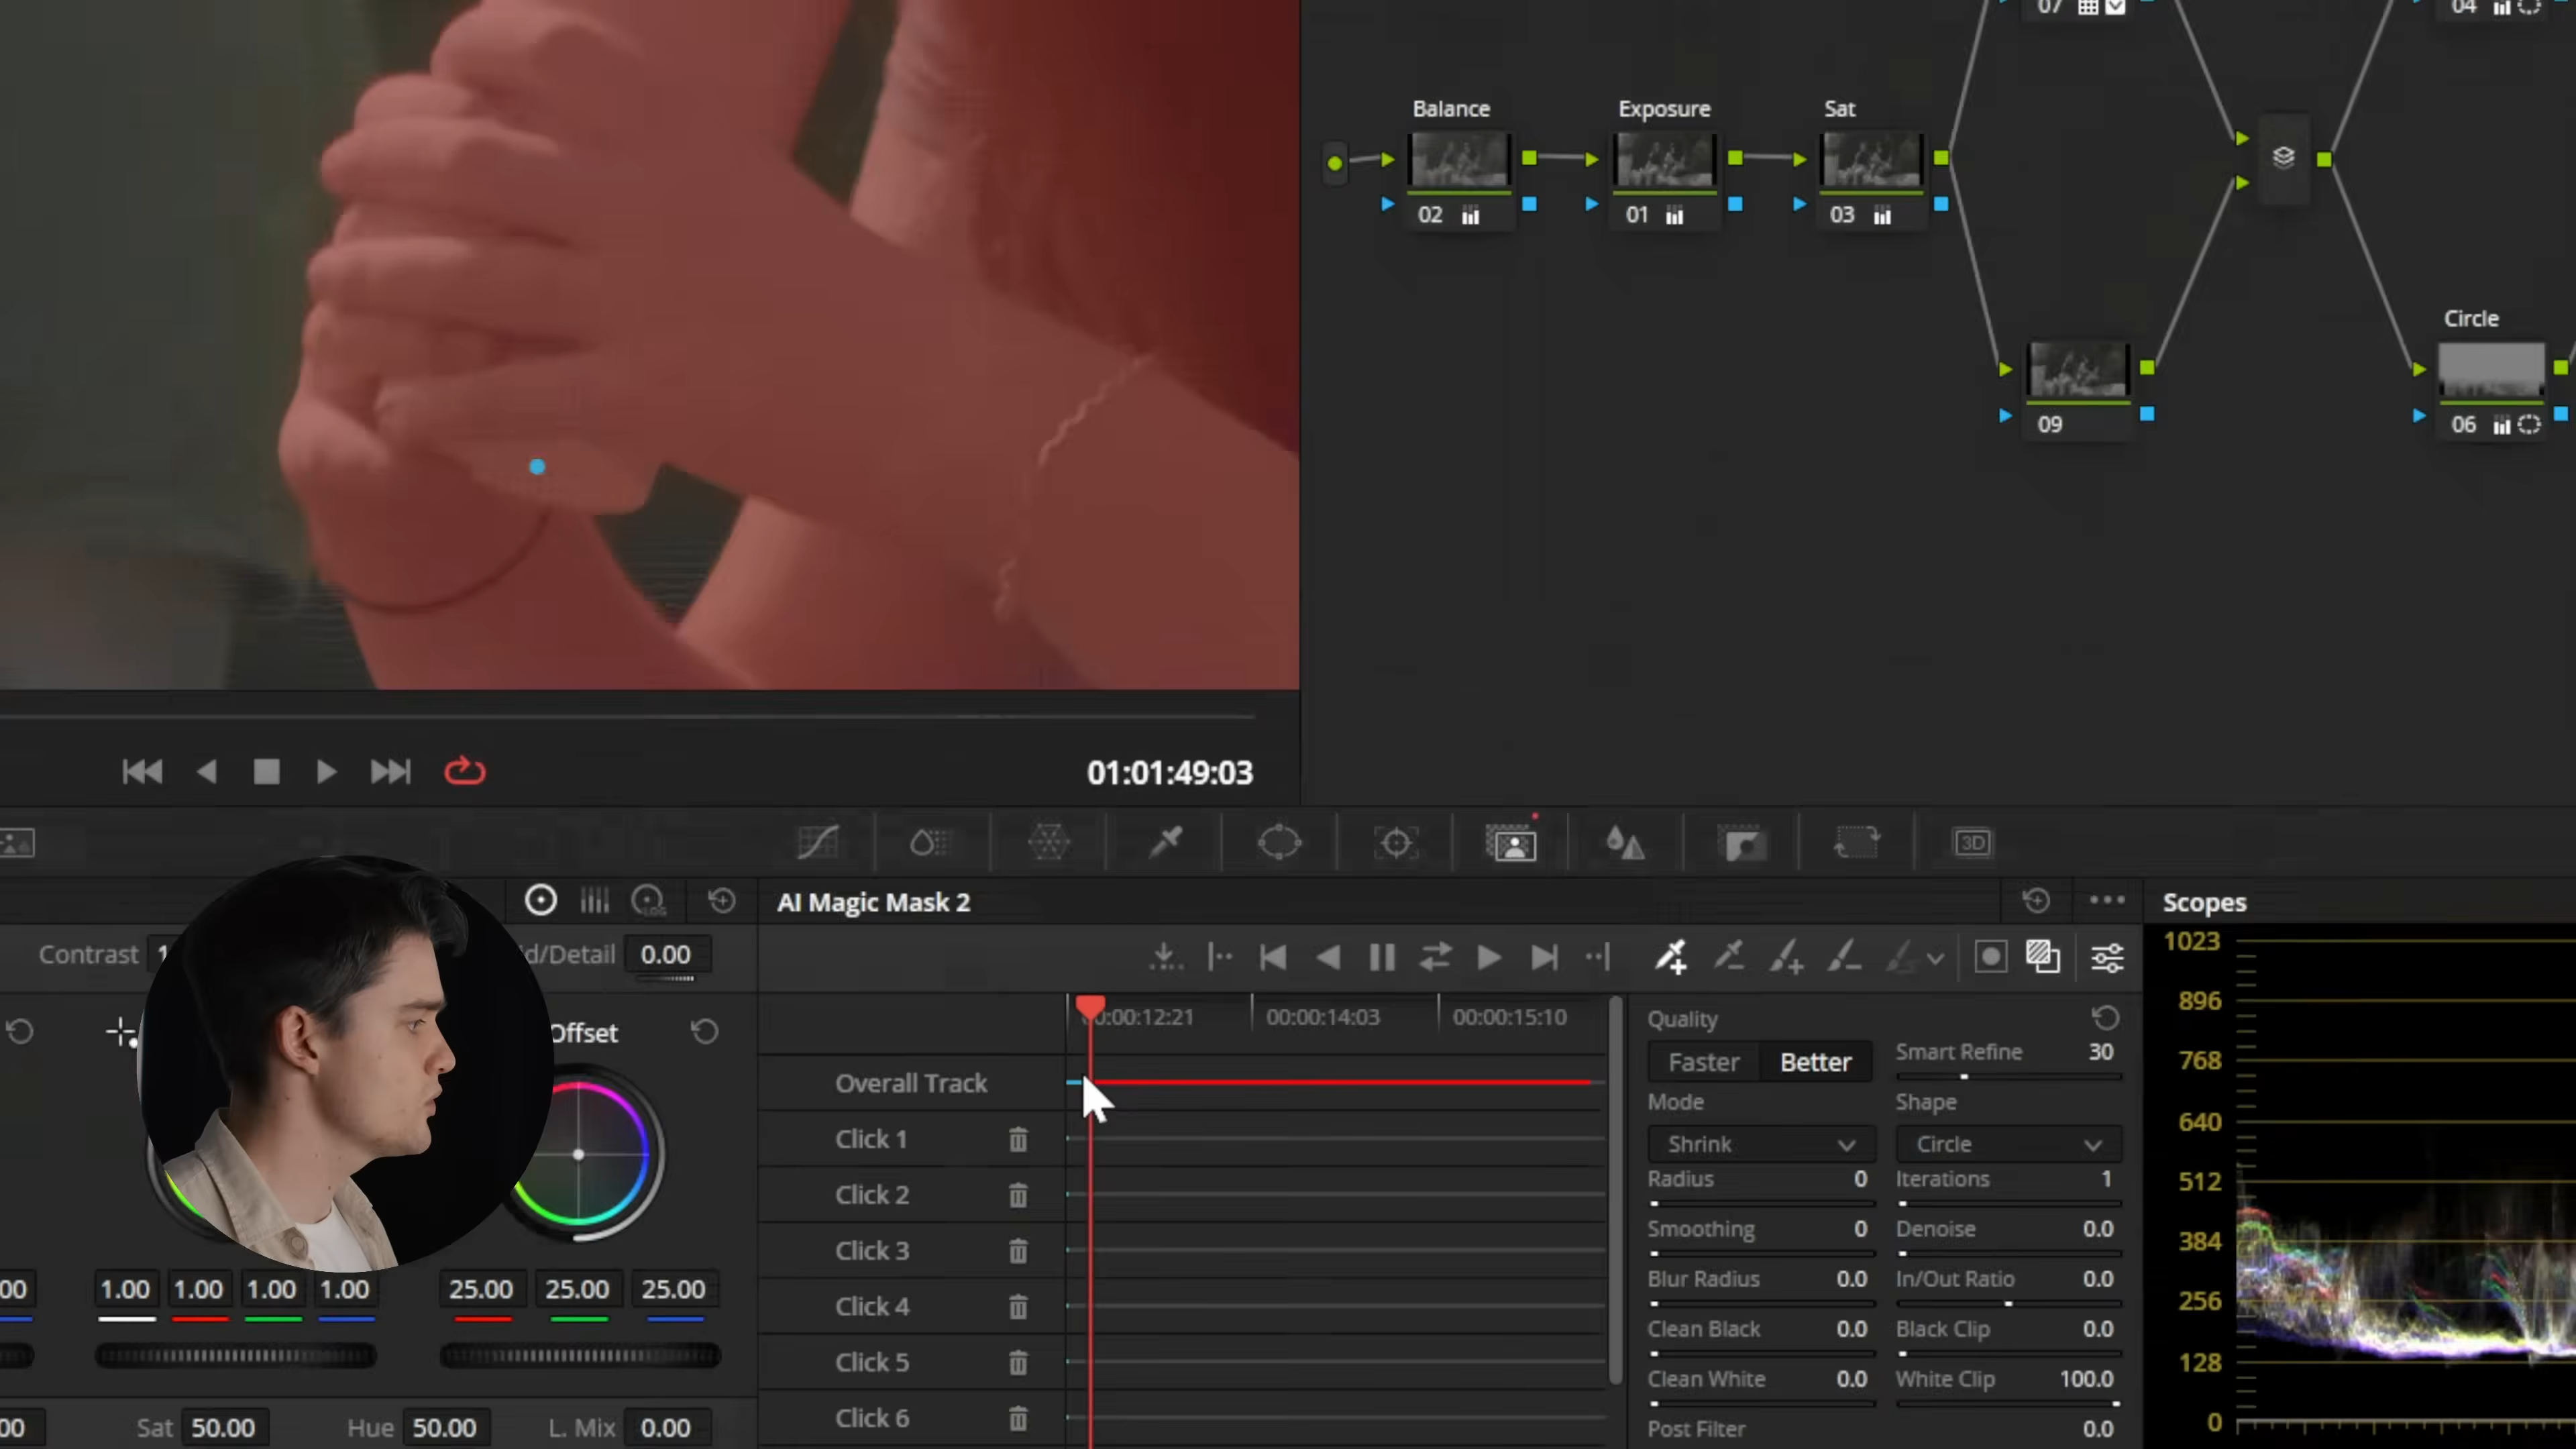 07
04
Balance
Exposure
Sat
02
01
03
Circle
09
06
01:01:49:03
3D
LOG
AI Magic Mask 2
Scopes
Contrast 1
d/Detail 0.00
Offset
:00:12:21
00:00:14:03
00:00:15:10
Overall Track
Click 1
Click 2
Click 3
Click 4
Click 5
Click 6
Quality
Faster
Better
Smart Refine 30
Mode
Shape
Shrink
Circle
Radius 0
Iterations 1
Smoothing 0
Denoise 0.0
Blur Radius 0.0
In/Out Ratio 0.0
Clean Black 0.0
Black Clip 0.0
Clean White 0.0
White Clip 100.0
Post Filter 0.0
1023
896
768
640
512
384
256
128
0
00
1.00
1.00
1.00
1.00
25.00
25.00
25.00
00
Sat 50.00
Hue 50.00
L. Mix 0.00